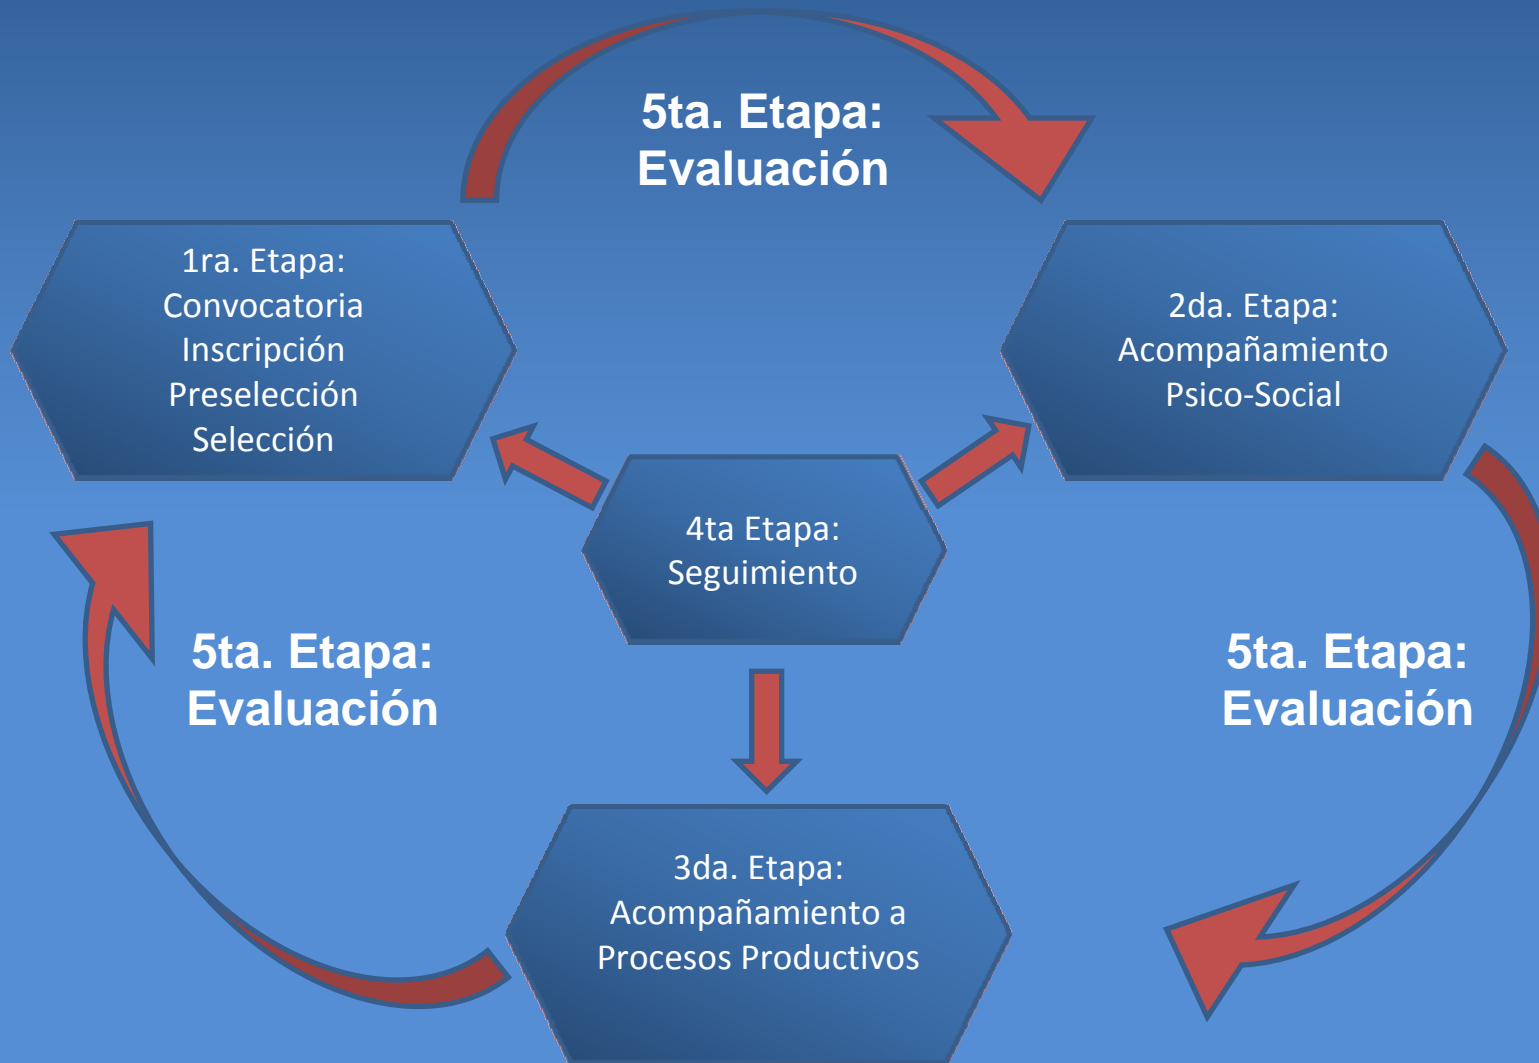 5ta. Etapa:
Evaluación
1ra. Etapa:
Convocatoria
Inscripción
Preselección
Selección
2da. Etapa:
Acompañamiento
Psico-Social
4ta Etapa:
Seguimiento
5ta. Etapa:
Evaluación
5ta. Etapa:
Evaluación
3da. Etapa:
Acompañamiento a
Procesos Productivos